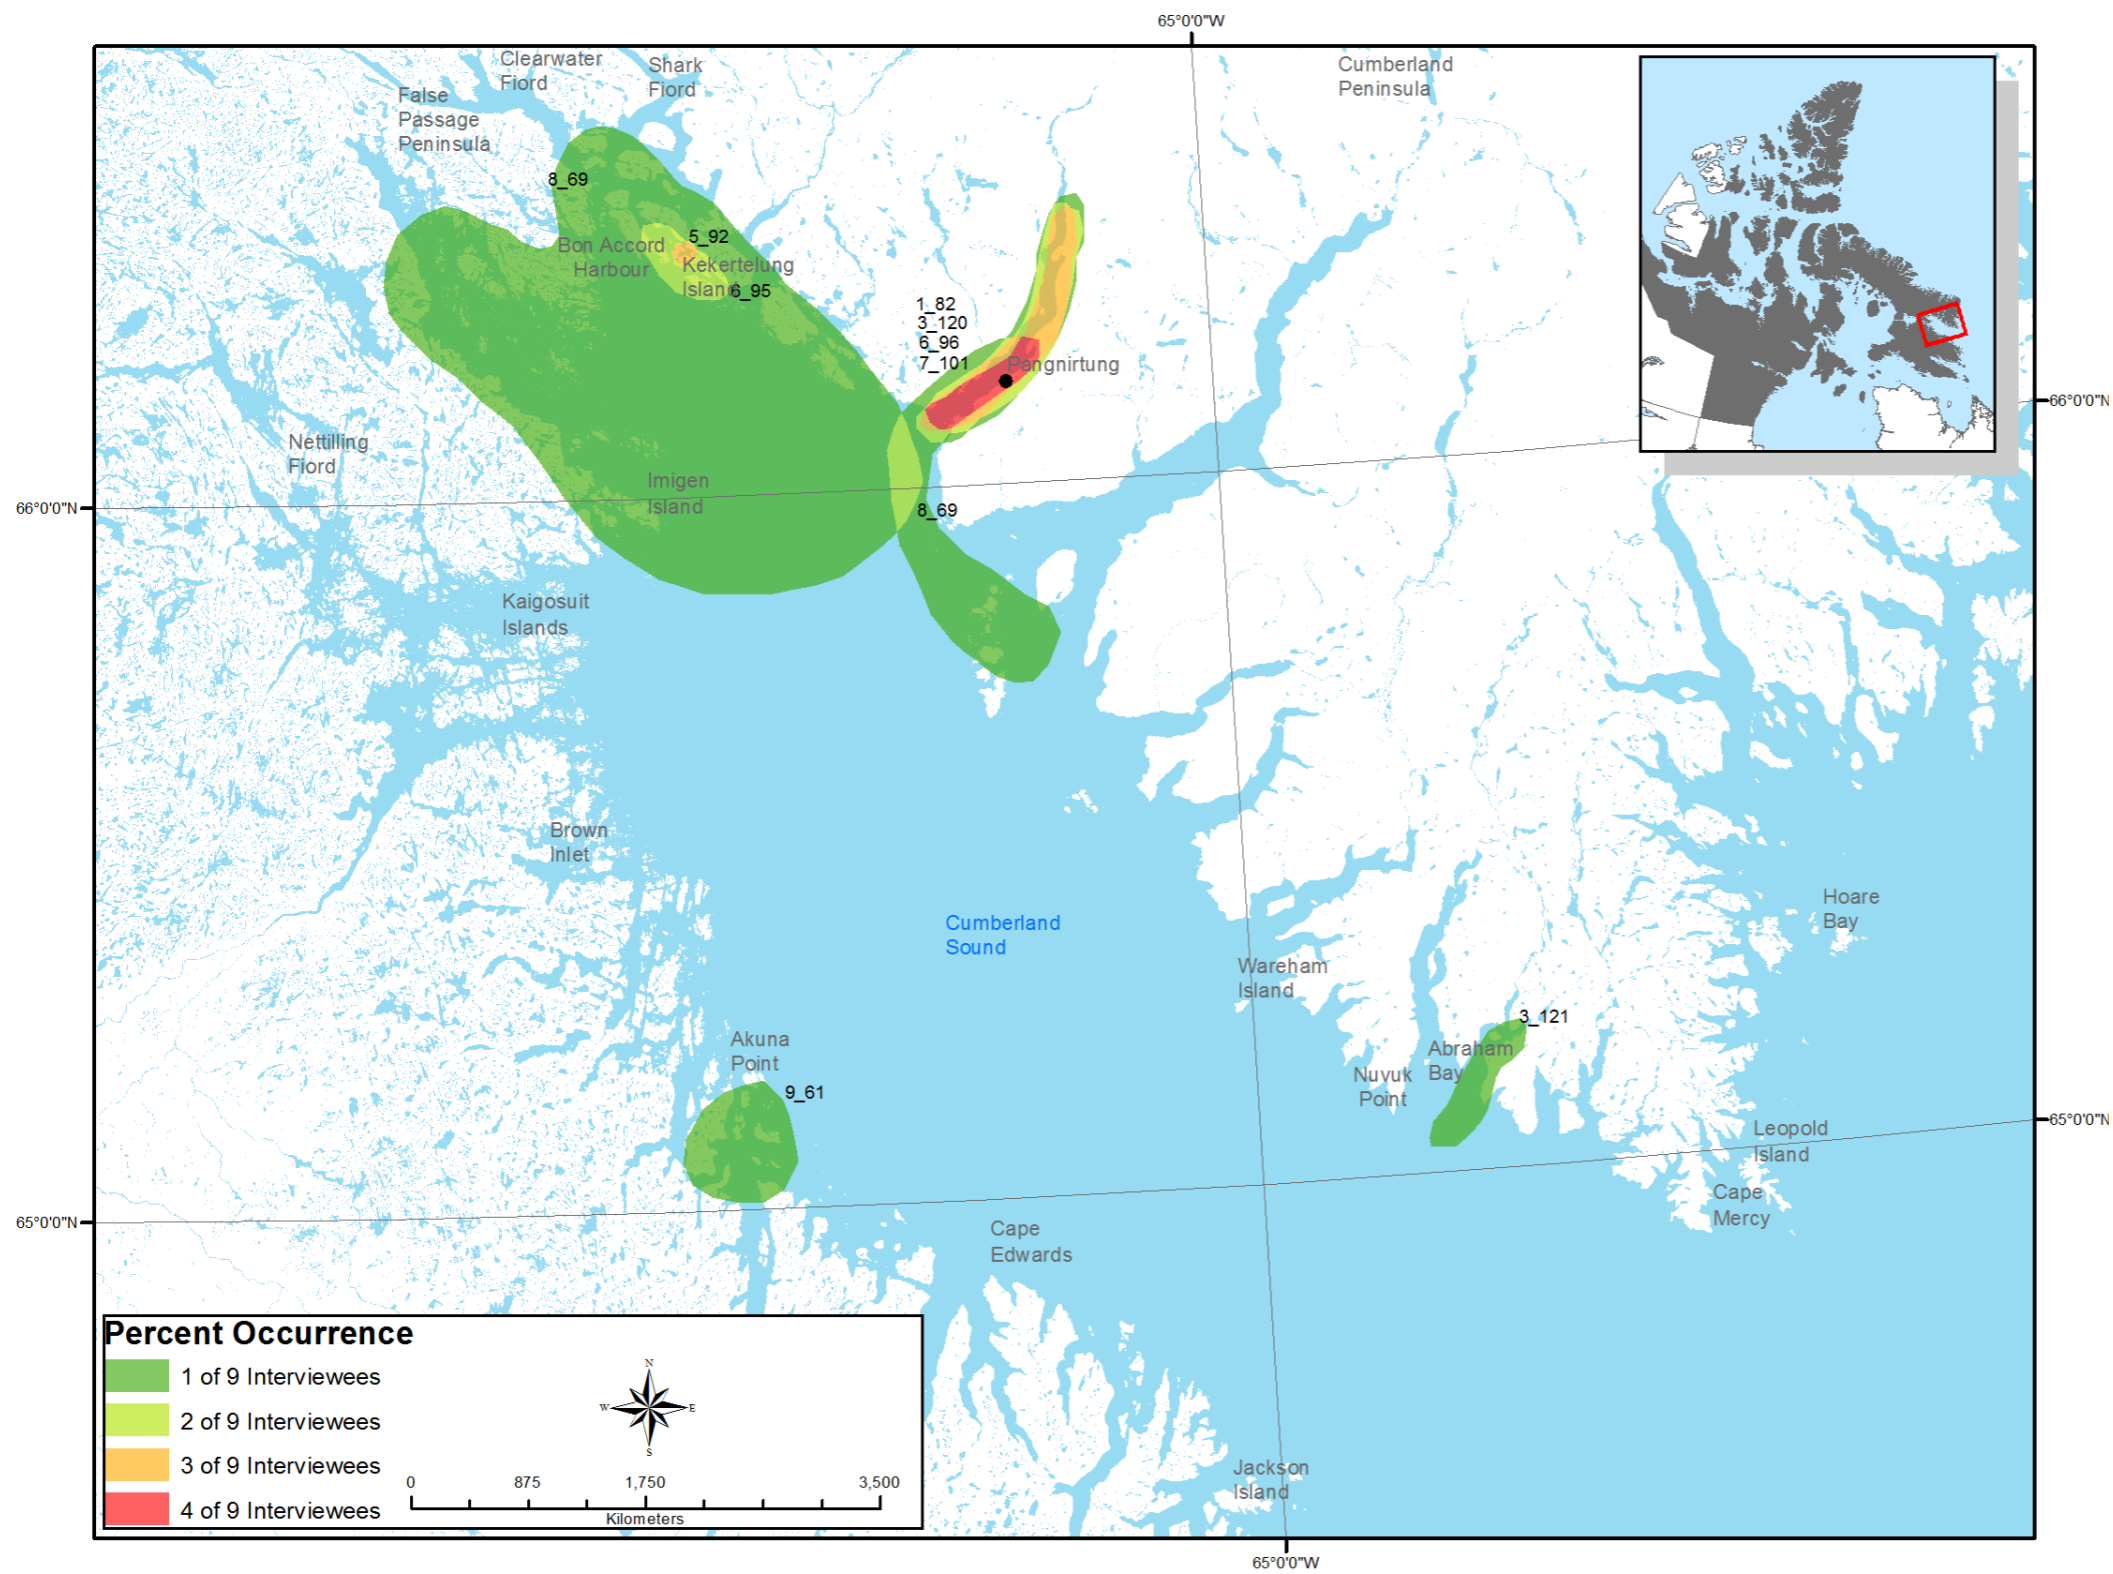 65°0'0"W
Clearwater
Fiord
Shark
Fiord
Cumberland
Peninsula
False
Passage
Peninsula
8_69
Bon Accord
Harbour
5_92
Kekertelung
Island
6_95
1_82
3_120
6_96
7_101
Pangnirtung
66°0'0"N
Nettilling
Fiord
Imigen
Island
66°0'0"N
8_69
Kaigosuit
Islands
Brown
Inlet
Cumberland
Sound
Hoare
Bay
Wareham
Island
3_121
Akuna
Point
Abraham
Bay
Nuvuk
Point
9_61
65°0'0"N
Leopold
Island
Cape
Mercy
65°0'0"N
Cape
Edwards
Percent Occurrence
1 of 9 Interviewees
2 of 9 Interviewees
3 of 9 Interviewees
4 of 9 Interviewees
N
W
E
S
0 875 1,750 3,500
Kilometers
Jackson
Island
65°0'0"W